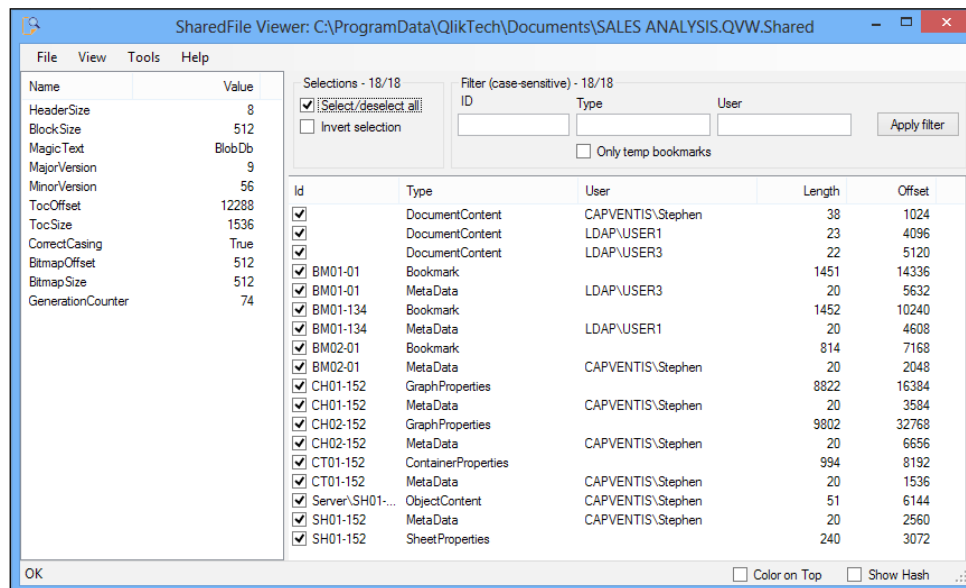 SharedFile Viewer: C:\ProgramData\QlikTech\Documents\SALES ANALYSIS.QVW.Shared
File View Tools Help
Name Value
HeaderSize 8
BlockSize 512
MagicText BlobDb
MajorVersion 9
MinorVersion 56
TocOffset 12288
TocSize 1536
CorrectCasing True
BitmapOffset 512
BitmapSize 512
GenerationCounter 74
Selections - 18/18
Select/deselect all
Invert selection
Filter (case-sensitive) - 18/18
ID Type User
Apply filter
Only temp bookmarks
Id Type User Length Offset
DocumentContent CAPVENTIS\Stephen 38 1024
DocumentContent LDAP\USER1 23 4096
DocumentContent LDAP\USER3 22 5120
BM01-01 Bookmark 1451 14336
BM01-01 MetaData LDAP\USER3 20 5632
BM01-134 Bookmark 1452 10240
BM01-134 MetaData LDAP\USER1 20 4608
BM02-01 Bookmark 814 7168
BM02-01 MetaData CAPVENTIS\Stephen 20 2048
CH01-152 GraphProperties 8822 16384
CH01-152 MetaData CAPVENTIS\Stephen 20 3584
CH02-152 GraphProperties 9802 32768
CH02-152 MetaData CAPVENTIS\Stephen 20 6656
CT01-152 ContainerProperties 994 8192
CT01-152 MetaData CAPVENTIS\Stephen 20 1536
Server\SH01-... ObjectContent CAPVENTIS\Stephen 51 6144
SH01-152 MetaData CAPVENTIS\Stephen 20 2560
SH01-152 SheetProperties 240 3072
OK Color on Top Show Hash